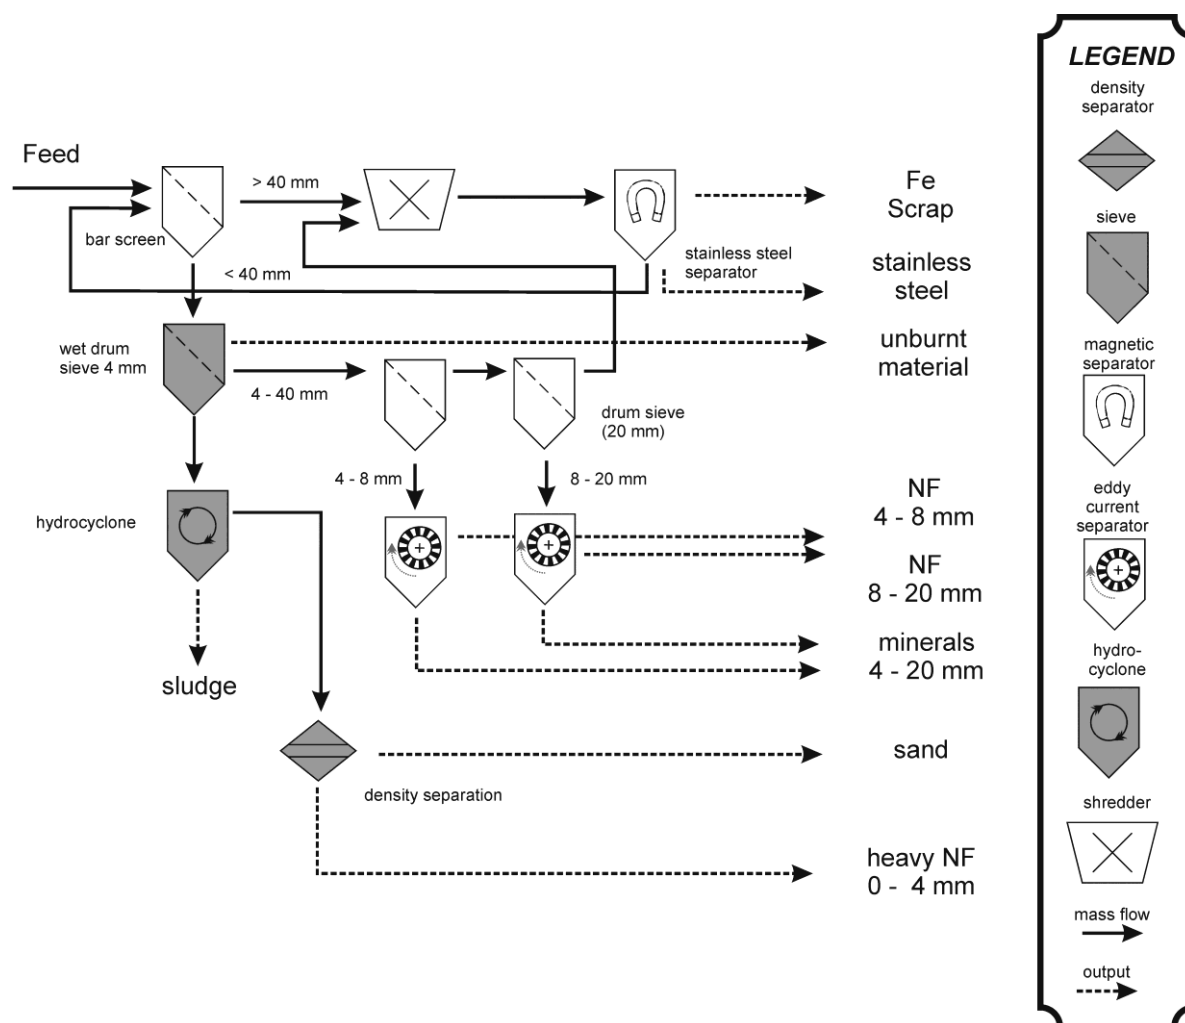 Feed
> 40 mm
bar screen
< 40 mm
stainless steel
separator
Fe
Scrap
stainless
steel
wet drum
sieve 4 mm
4 - 40 mm
unburnt
material
drum sieve
(20 mm)
4 - 8 mm
8 - 20 mm
hydrocyclone
NF
4 - 8 mm
NF
8 - 20 mm
minerals
4 - 20 mm
sludge
sand
density separation
heavy NF
0 - 4 mm
LEGEND
density
separator
sieve
magnetic
separator
eddy
current
separator
hydro-
cyclone
shredder
mass flow
output